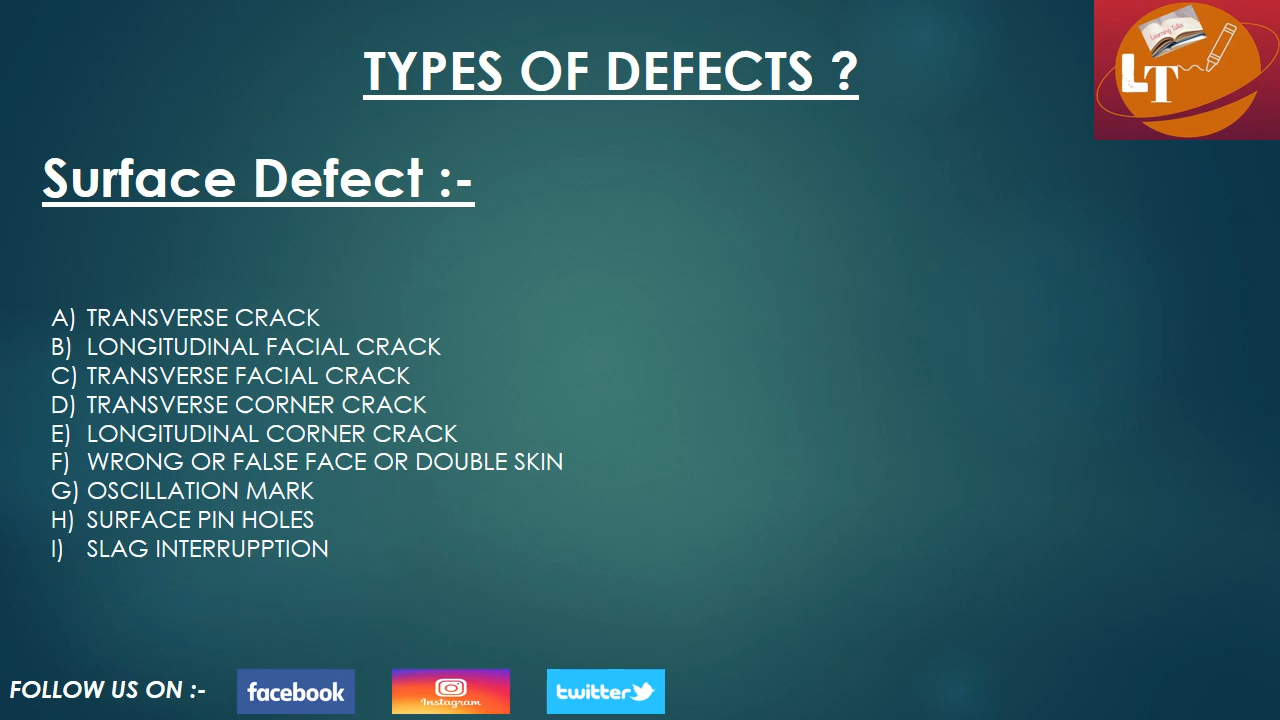 TYPES OF DEFECTS ?
Learning Talks
LT
Surface Defect :-
A) TRANSVERSE CRACK
B) LONGITUDINAL FACIAL CRACK
C) TRANSVERSE FACIAL CRACK
D) TRANSVERSE CORNER CRACK
E) LONGITUDINAL CORNER CRACK
F) WRONG OR FALSE FACE OR DOUBLE SKIN
G) OSCILLATION MARK
H) SURFACE PIN HOLES
I) SLAG INTERRUPPTION
FOLLOW US ON :- facebook Instagram twitter